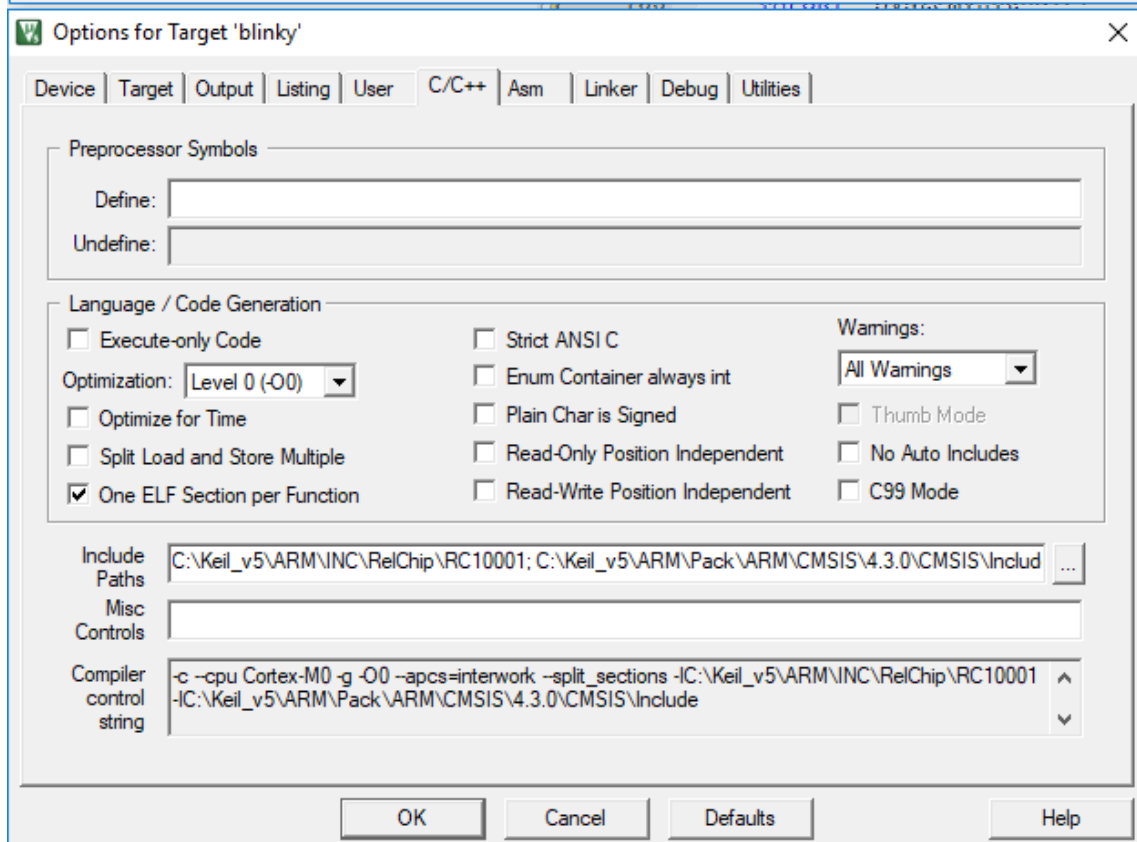 Options for Target 'blinky'
Device Target Output Listing User C/C++ Asm Linker Debug Utilities
Preprocessor Symbols
Define:
Undefine:
Language / Code Generation
Execute-only Code
Strict ANSI C
Warnings:
Optimization: Level 0 (-O0)
Enum Container always int
All Warnings
Optimize for Time
Plain Char is Signed
Thumb Mode
Split Load and Store Multiple
Read-Only Position Independent
No Auto Includes
One ELF Section per Function
Read-Write Position Independent
C99 Mode
Include
Paths
C:\Keil_v5\ARM\INC\RelChip\RC10001; C:\Keil_v5\ARM\Pack\ARM\CMSIS\4.3.0\CMSIS\Includ
...
Misc
Controls
Compiler
control
string
-c --cpu Cortex-M0 -g -O0 --apcs=interwork --split_sections -IC:\Keil_v5\ARM\INC\RelChip\RC10001
-IC:\Keil_v5\ARM\Pack\ARM\CMSIS\4.3.0\CMSIS\Include
OK Cancel Defaults Help